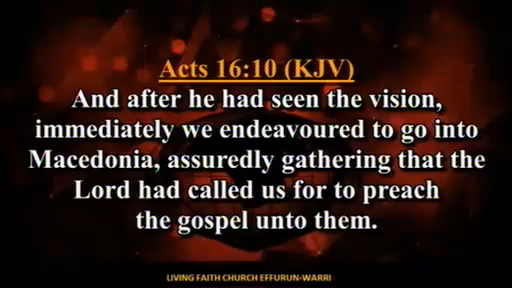 Acts 16:10 (KJV)
And after he had seen the vision,
immediately we endeavoured to go into
Macedonia, assuredly gathering that the
Lord had called us for to preach
the gospel unto them.
LIVING FAITH CHURCH EFFURUN-WARRI